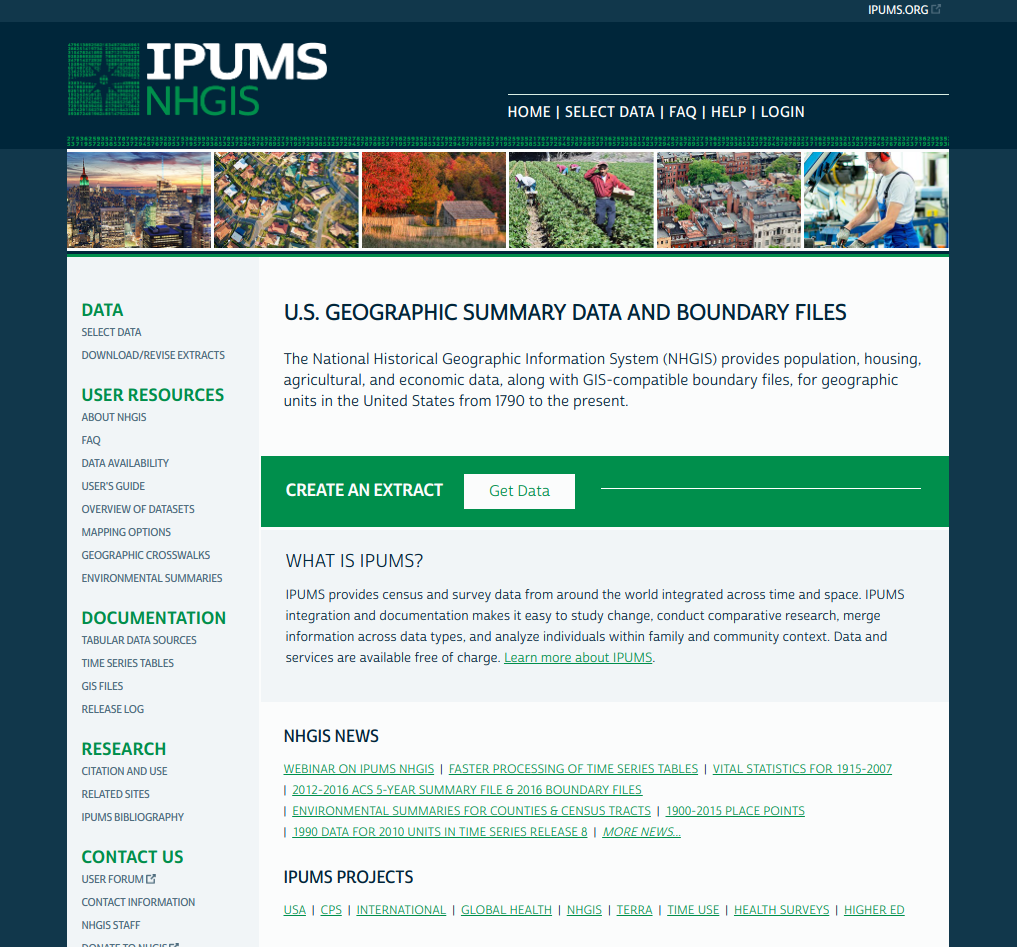 IPUMS.ORG
IPUMS
NHGIS
HOME | SELECT DATA | FAQ | HELP | LOGIN
DATA
SELECT DATA
DOWNLOAD/REVISE EXTRACTS
USER RESOURCES
ABOUT NHGIS
FAQ
DATA AVAILABILITY
USER'S GUIDE
OVERVIEW OF DATASETS
MAPPING OPTIONS
GEOGRAPHIC CROSSWALKS
ENVIRONMENTAL SUMMARIES
DOCUMENTATION
TABULAR DATA SOURCES
TIME SERIES TABLES
GIS FILES
RELEASE LOG
RESEARCH
CITATION AND USE
RELATED SITES
IPUMS BIBLIOGRAPHY
CONTACT US
USER FORUM
CONTACT INFORMATION
NHGIS STAFF
DONATE TO NHGIS
U.S. GEOGRAPHIC SUMMARY DATA AND BOUNDARY FILES
The National Historical Geographic Information System (NHGIS) provides population, housing,
agricultural, and economic data, along with GIS-compatible boundary files, for geographic
units in the United States from 1790 to the present.
CREATE AN EXTRACT Get Data
WHAT IS IPUMS?
IPUMS provides census and survey data from around the world integrated across time and space. IPUMS
integration and documentation makes it easy to study change, conduct comparative research, merge
information across data types, and analyze individuals within family and community context. Data and
services are available free of charge. Learn more about IPUMS.
NHGIS NEWS
WEBINAR ON IPUMS NHGIS | FASTER PROCESSING OF TIME SERIES TABLES | VITAL STATISTICS FOR 1915-2007
| 2012-2016 ACS 5-YEAR SUMMARY FILE & 2016 BOUNDARY FILES
| ENVIRONMENTAL SUMMARIES FOR COUNTIES & CENSUS TRACTS | 1900-2015 PLACE POINTS
| 1990 DATA FOR 2010 UNITS IN TIME SERIES RELEASE 8 | MORE NEWS...
IPUMS PROJECTS
USA | CPS | INTERNATIONAL | GLOBAL HEALTH | NHGIS | TERRA | TIME USE | HEALTH SURVEYS | HIGHER ED